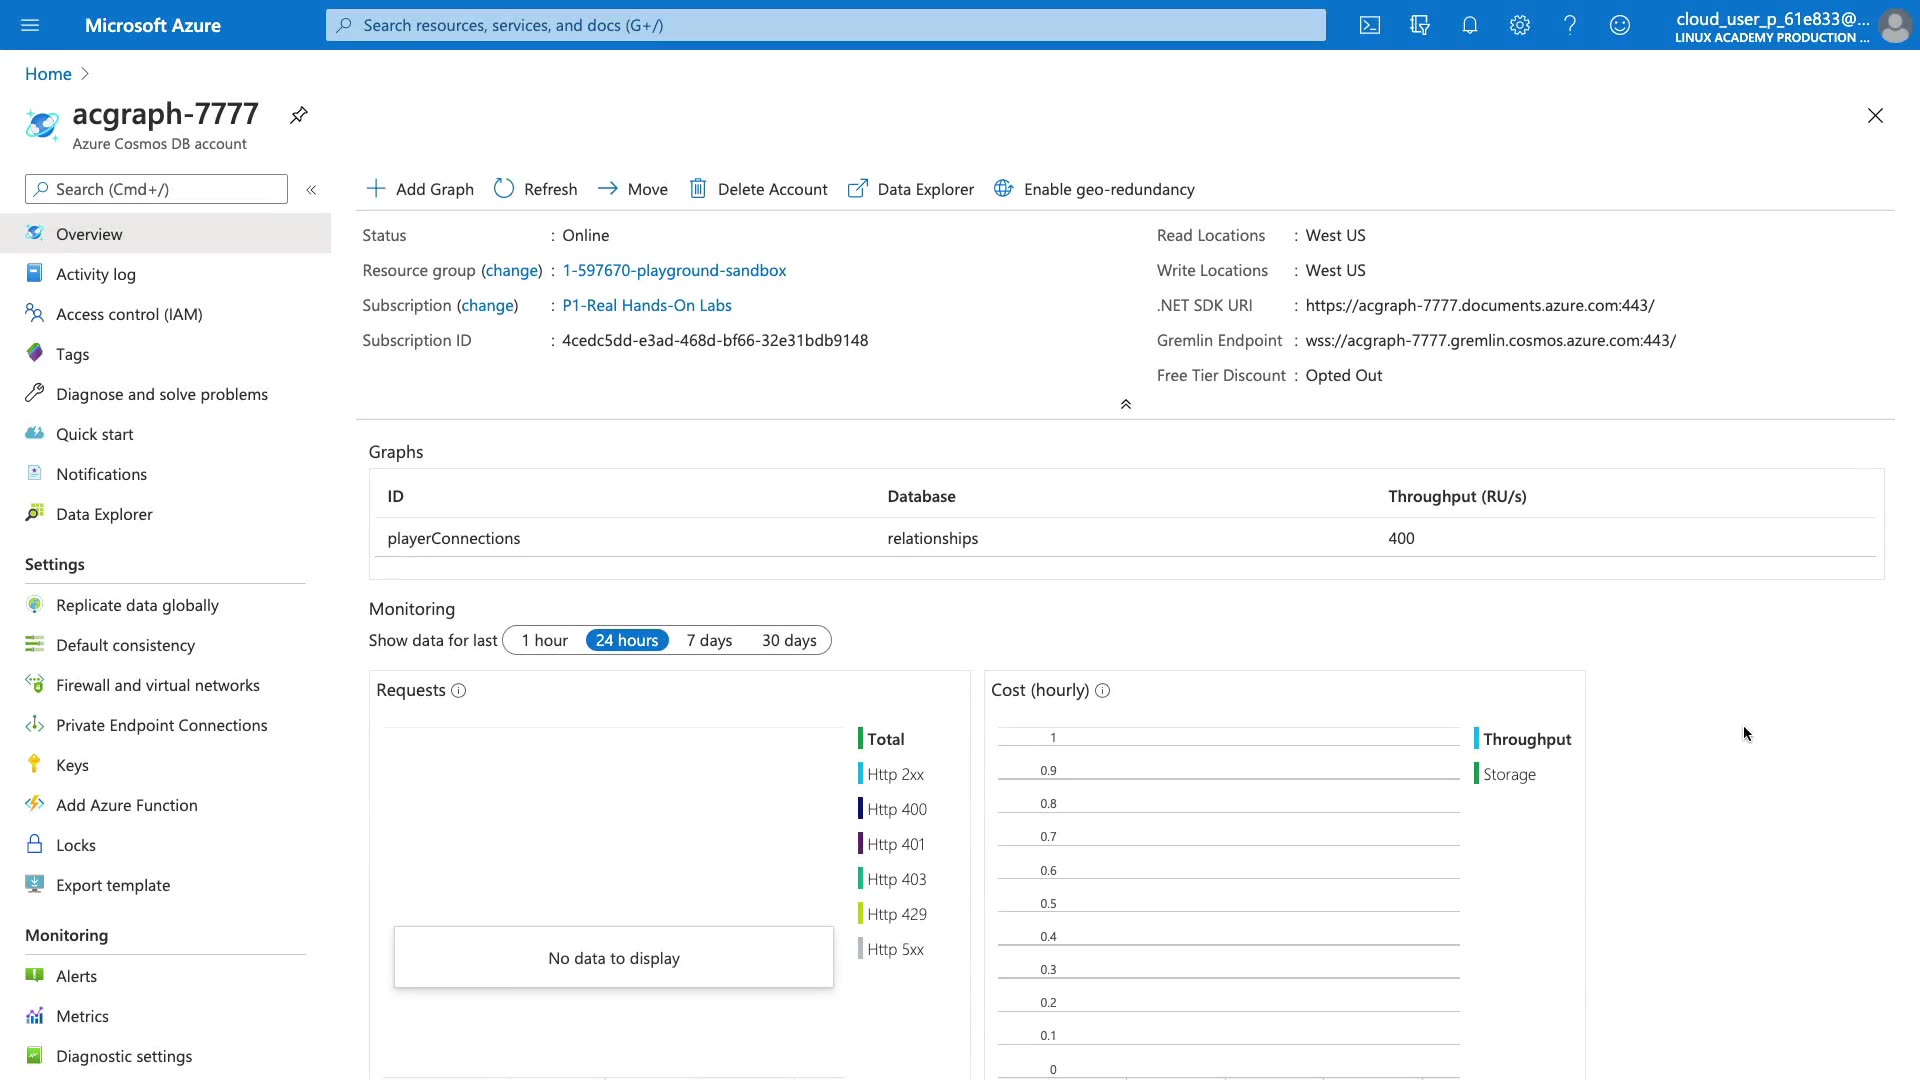 Microsoft Azure
Search resources, services, and docs (G+/)
cloud_user_p_61e833@...
LINUX ACADEMY PRODUCTION ...
Home
acgraph-7777
Azure Cosmos DB account
Search (Cmd+/)
Overview
Activity log
Access control (IAM)
Tags
Diagnose and solve problems
Quick start
Notifications
Data Explorer
Settings
Replicate data globally
Default consistency
Firewall and virtual networks
Private Endpoint Connections
Keys
Add Azure Function
Locks
Export template
Monitoring
Alerts
Metrics
Diagnostic settings
Add Graph Refresh Move Delete Account Data Explorer Enable geo-redundancy
Status : Online
Resource group (change) : 1-597670-playground-sandbox
Subscription (change) : P1-Real Hands-On Labs
Subscription ID : 4cedc5dd-e3ad-468d-bf66-32e31bdb9148
Read Locations : West US
Write Locations : West US
.NET SDK URI : https://acgraph-7777.documents.azure.com:443/
Gremlin Endpoint : wss://acgraph-7777.gremlin.cosmos.azure.com:443/
Free Tier Discount : Opted Out
Graphs
ID Database Throughput (RU/s)
playerConnections relationships 400
Monitoring
Show data for last 1 hour 24 hours 7 days 30 days
Requests
Total
Http 2xx
Http 400
Http 401
Http 403
Http 429
Http 5xx
No data to display
Cost (hourly)
1
0.9
0.8
0.7
0.6
0.5
0.4
0.3
0.2
0.1
0
Throughput
Storage